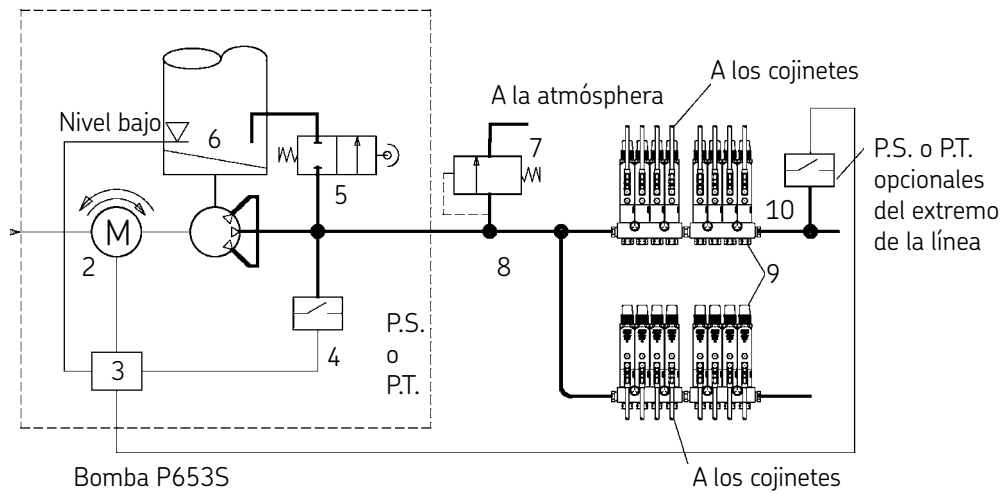 A los cojinetes
A la atmósphera
Nivel bajo
6
7
5
P.S. o P.T.
opcionales
del extremo
de la línea
10
M
2
8
9
P.S.
o
P.T.
4
3
Bomba P653S
A los cojinetes